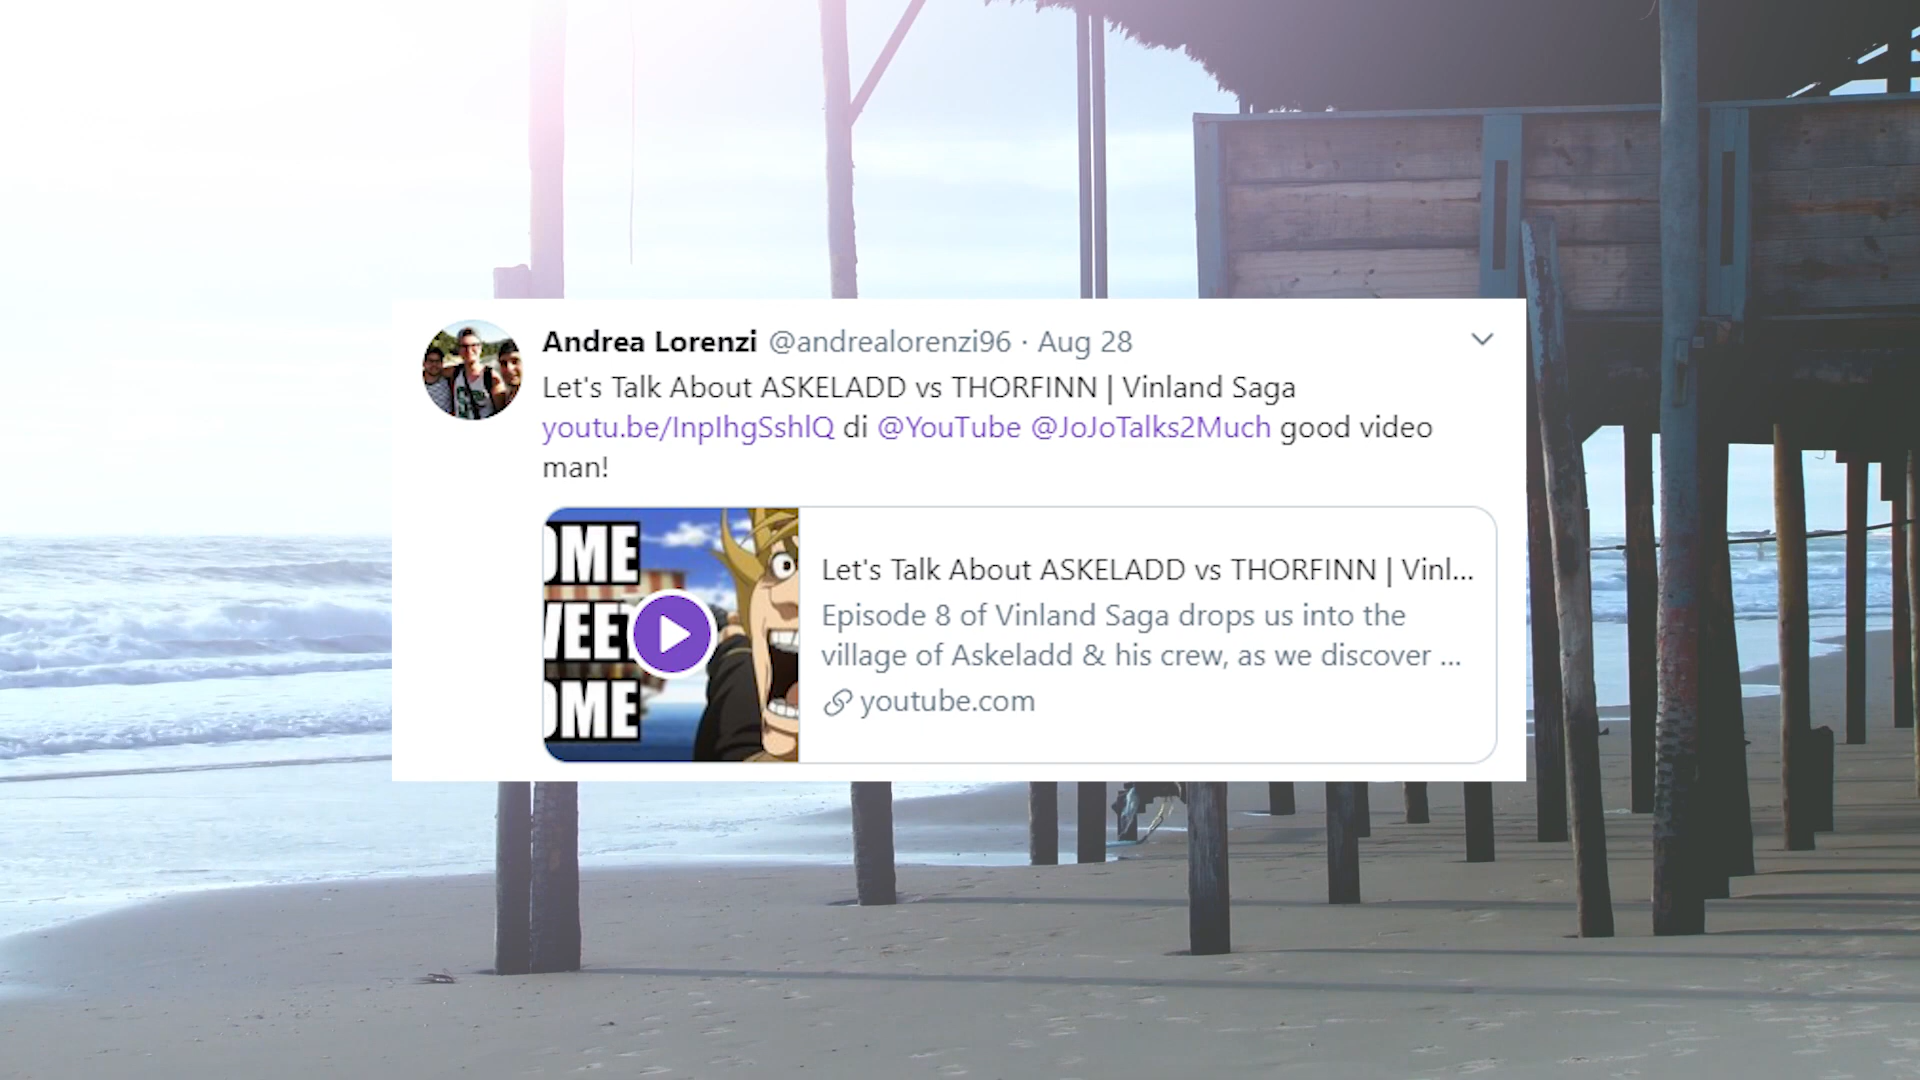 Andrea Lorenzi @andrealorenzi96 · Aug 28
Let's Talk About ASKELADD vs THORFINN | Vinland Saga
youtu.be/InpIhgSshlQ di @YouTube @JoJoTalks2Much good video
man!
OME
WEET
OME
Let's Talk About ASKELADD vs THORFINN | Vinl...
Episode 8 of Vinland Saga drops us into the
village of Askeladd & his crew, as we discover ...
youtube.com